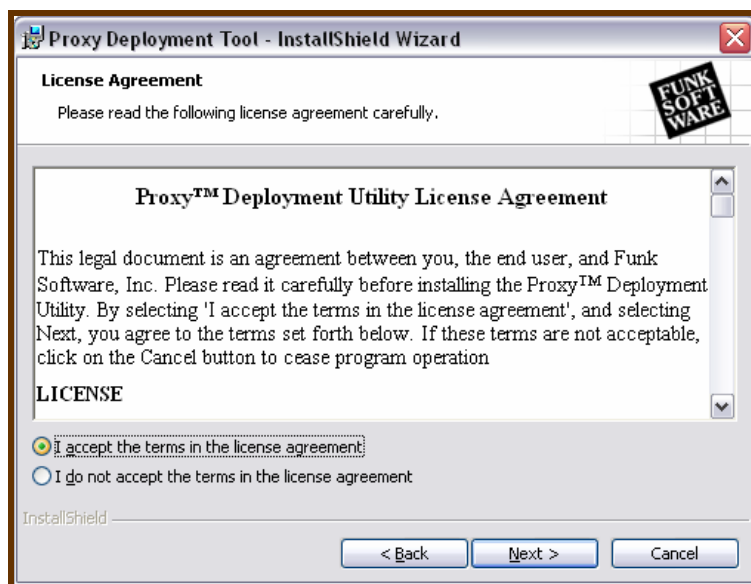 Proxy Deployment Tool - InstallShield Wizard
License Agreement
Please read the following license agreement carefully.
FUNK
SOFT
WARE
Proxy™ Deployment Utility License Agreement
This legal document is an agreement between you, the end user, and Funk
Software, Inc. Please read it carefully before installing the Proxy™ Deployment
Utility. By selecting 'I accept the terms in the license agreement', and selecting
Next, you agree to the terms set forth below. If these terms are not acceptable,
click on the Cancel button to cease program operation
LICENSE
I accept the terms in the license agreement
I do not accept the terms in the license agreement
InstallShield
< Back
Next >
Cancel